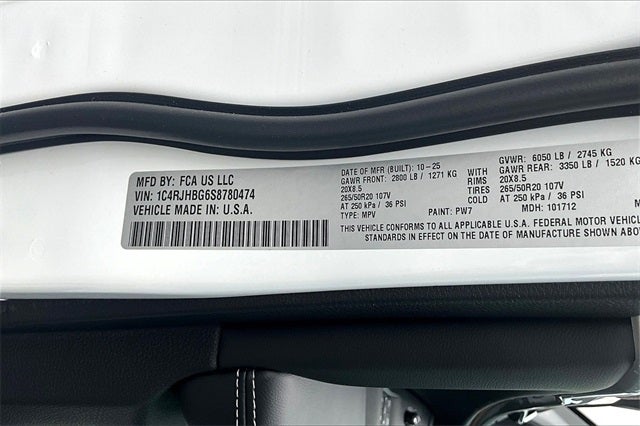 MFD BY: FCA US LLC
VIN: 1C4RJHBG6S8780474
VEHICLE MADE IN U.S.A.
DATE OF MFR (BUILT): 10-25
GAWR FRONT: 2800 LB / 1271 KG WITH
20X8.5 RIMS
265/50R20 107V TIRES
AT 250 kPa / 36 PSI COLD
GVWR: 6050 LB / 2745 KG
GAWR REAR: 3350 LB / 1520 KG
20X8.5
265/50R20 107V
AT 250 kPa / 36 PSI
TYPE: MPV PAINT: PW7 MDH: 101712
THIS VEHICLE CONFORMS TO ALL APPLICABLE U.S.A. FEDERAL MOTOR VEHICLE
STANDARDS IN EFFECT ON THE DATE OF MANUFACTURE SHOWN